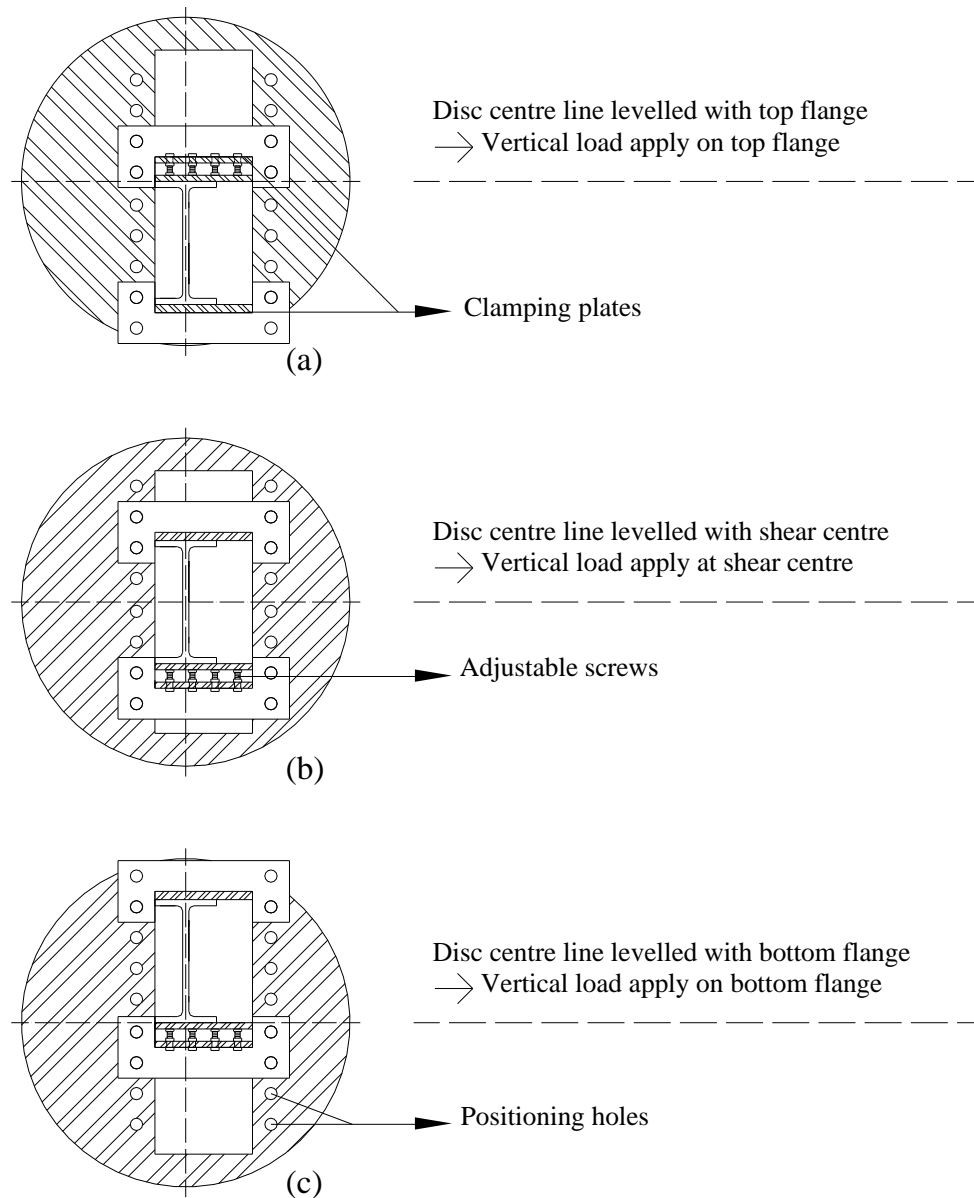 Disc centre line levelled with top flange
→ Vertical load apply on top flange
Clamping plates
(a)
Disc centre line levelled with shear centre
→ Vertical load apply at shear centre
Adjustable screws
(b)
Disc centre line levelled with bottom flange
→ Vertical load apply on bottom flange
Positioning holes
(c)